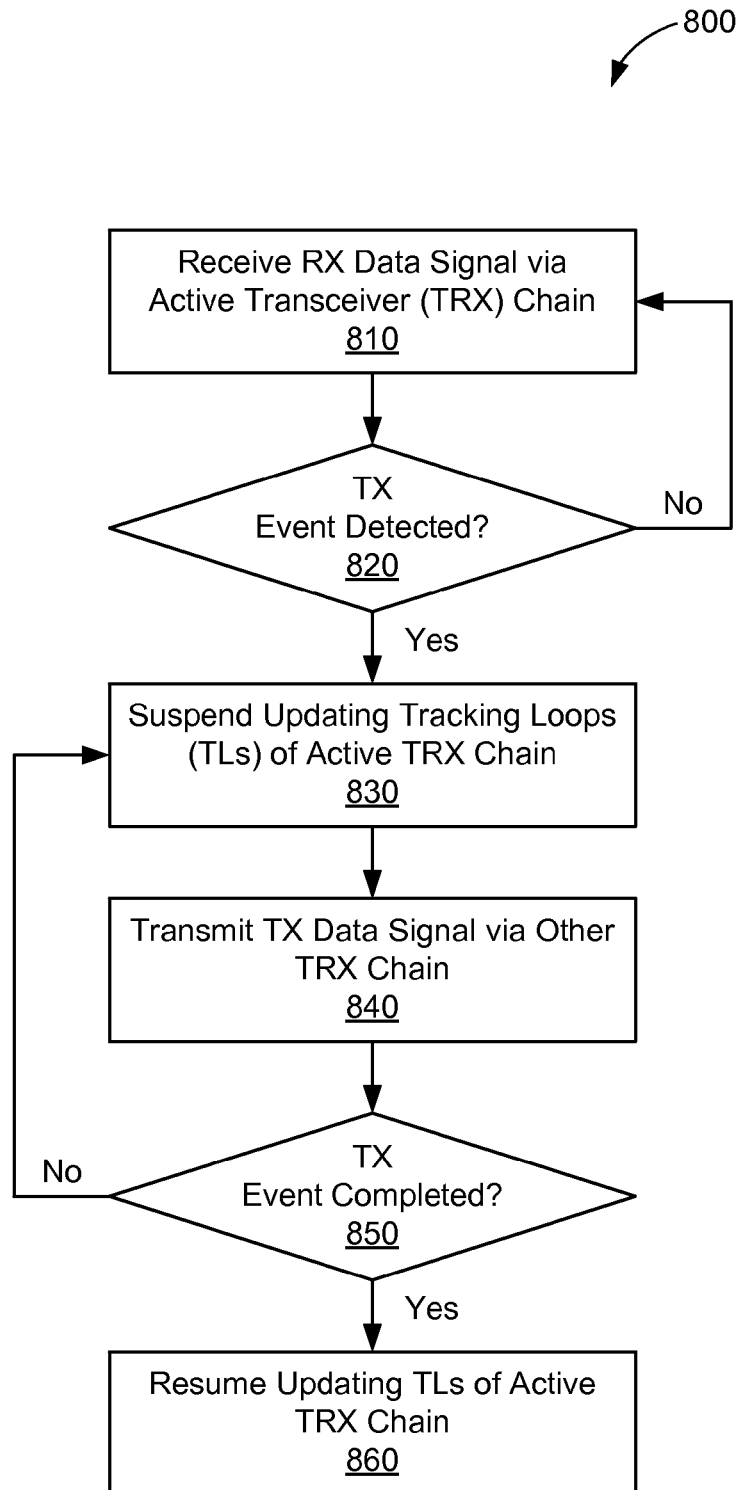 800
Receive RX Data Signal via
Active Transceiver (TRX) Chain
810
TX
Event Detected?
820
No
Yes
Suspend Updating Tracking Loops
(TLs) of Active TRX Chain
830
Transmit TX Data Signal via Other
TRX Chain
840
TX
Event Completed?
850
No
Yes
Resume Updating TLs of Active
TRX Chain
860